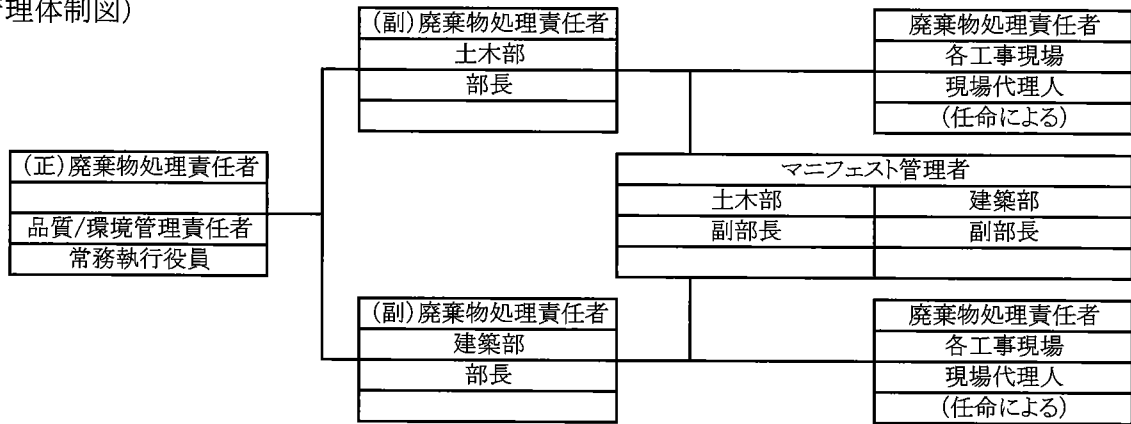 管理体制図)
(正)廃棄物処理責任者
品質/環境管理責任者
常務執行役員
(副)廃棄物処理責任者
土木部
部長
(副)廃棄物処理責任者
建築部
部長
廃棄物処理責任者
各工事現場
現場代理人
(任命による)
マニフェスト管理者
土木部 建築部
副部長 副部長
廃棄物処理責任者
各工事現場
現場代理人
(任命による)